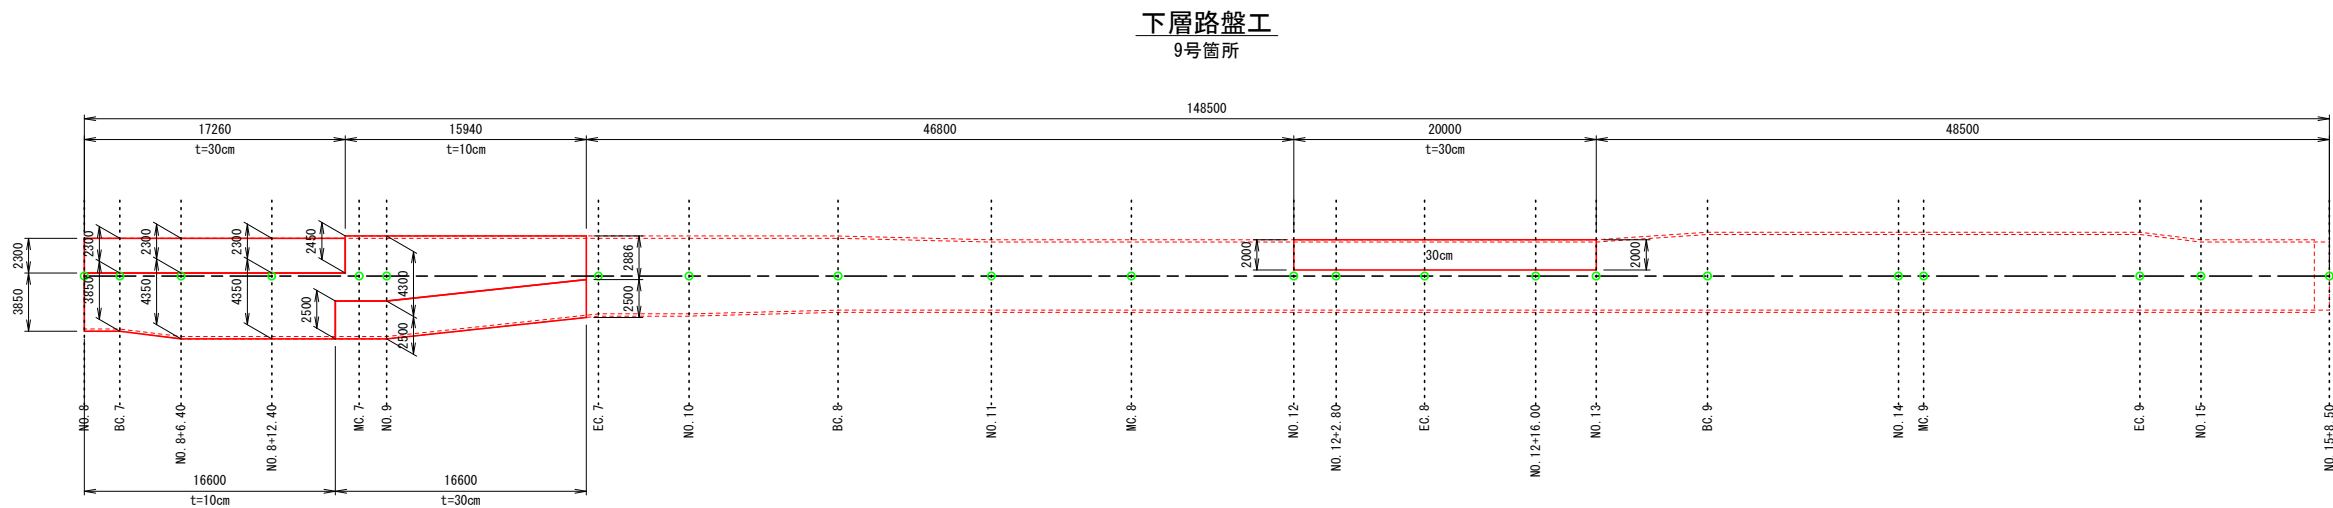 下層路盤工
9号箇所
148500
17260
15940
46800
20000
48500
t=30cm
t=10cm
t=30cm
2300
3850
2300
3850
2300
4350
2300
4350
2450
2500
4300
2500
2886
2500
2000
30cm
2000
NO.8
BC.7
NO.8+6.40
NO.8+12.40
MC.7
NO.9
EC.7
NO.10
BC.8
NO.11
MC.8
NO.12
NO.12+2.80
EC.8
NO.12+16.00
NO.13
BC.9
NO.14
MC.9
EC.9
NO.15
NO.15+8.50
16600
16600
t=10cm
t=30cm